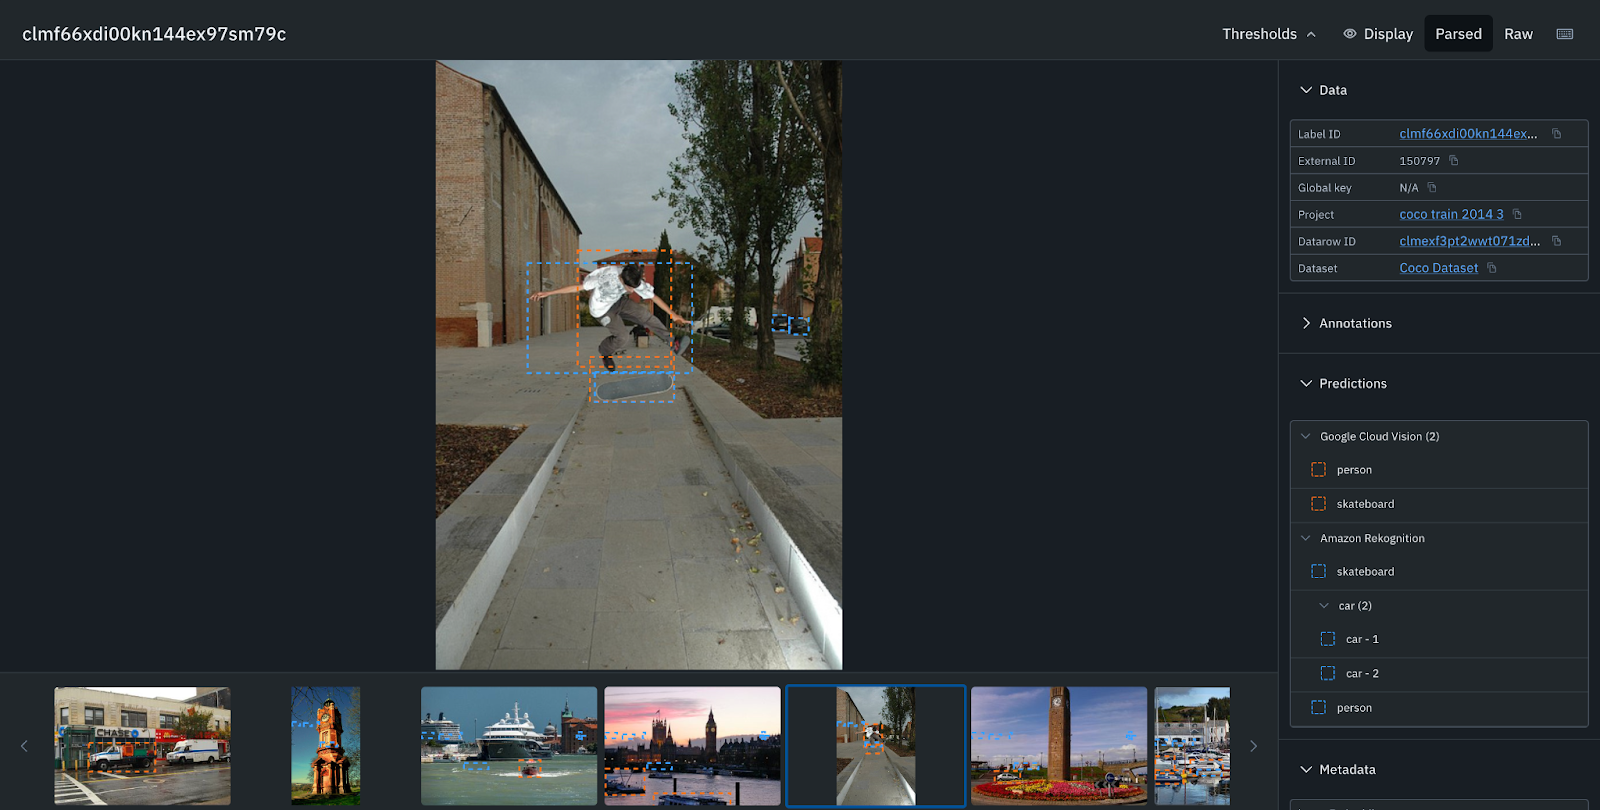 clmf66xdi00kn144ex97sm79c
Thresholds Display Parsed Raw
Data
Label ID clmf66xdi00kn144ex...
External ID 150797
Global key N/A
Project coco train 2014 3
Datarow ID clmexf3pt2wwt071zd...
Dataset Coco Dataset
Annotations
Predictions
Google Cloud Vision (2)
person
skateboard
Amazon Rekognition
skateboard
car (2)
car - 1
car - 2
person
CHASE
Metadata